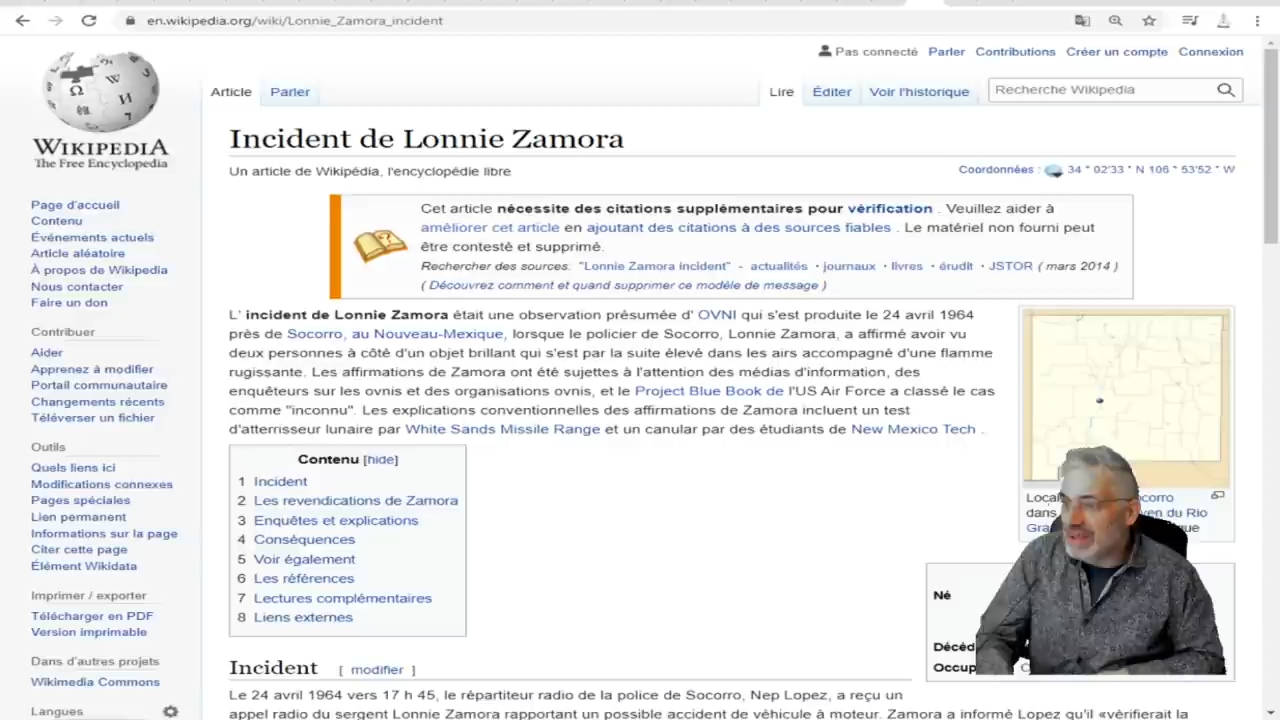 en.wikipedia.org/wiki/Lonnie_Zamora_incident
Pas connecté Parler Contributions Créer un compte Connexion
Article Parler Lire Éditer Voir l'historique Recherche Wikipedia
WIKIPEDIA
The Free Encyclopedia
Incident de Lonnie Zamora
Un article de Wikipédia, l'encyclopédie libre
Coordonnées : 34 ° 02'33 " N 106 ° 53'52 " W
Page d'accueil
Contenu
Événements actuels
Article aléatoire
À propos de Wikipedia
Nous contacter
Faire un don
Contribuer
Aider
Apprenez à modifier
Portail communautaire
Changements récents
Téléverser un fichier
Outils
Quels liens ici
Modifications connexes
Pages spéciales
Lien permanent
Informations sur la page
Citer cette page
Élément Wikidata
Imprimer / exporter
Télécharger en PDF
Version imprimable
Dans d'autres projets
Wikimedia Commons
Langues
Cet article nécessite des citations supplémentaires pour vérification . Veuillez aider à
améliorer cet article en ajoutant des citations à des sources fiables . Le matériel non fourni peut
être contesté et supprimé.
Rechercher des sources. "Lonnie Zamora incident" - actualités · journaux · livres · érudit · JSTOR ( mars 2014 )
( Découvrez comment et quand supprimer ce modèle de message )
L' incident de Lonnie Zamora était une observation présumée d' OVNI qui s'est produite le 24 avril 1964
près de Socorro, au Nouveau-Mexique, lorsque le policier de Socorro, Lonnie Zamora, a affirmé avoir vu
deux personnes à côté d'un objet brillant qui s'est par la suite élevé dans les airs accompagné d'une flamme
rugissante. Les affirmations de Zamora ont été sujettes à l'attention des médias d'information, des
enquêteurs sur les ovnis et des organisations ovnis, et le Project Blue Book de l'US Air Force a classé le cas
comme "inconnu". Les explications conventionnelles des affirmations de Zamora incluent un test
d'atterrisseur lunaire par White Sands Missile Range et un canular par des étudiants de New Mexico Tech .
Contenu [hide]
1 Incident
2 Les revendications de Zamora
3 Enquêtes et explications
4 Conséquences
5 Voir également
6 Les références
7 Lectures complémentaires
8 Liens externes
Incident [ modifier ]
Le 24 avril 1964 vers 17 h 45, le répartiteur radio de la police de Socorro, Nep Lopez, a reçu un
appel radio du sergent Lonnie Zamora rapportant un possible accident de véhicule à moteur. Zamora a informé Lopez qu'il «vérifierait la
dans
Né